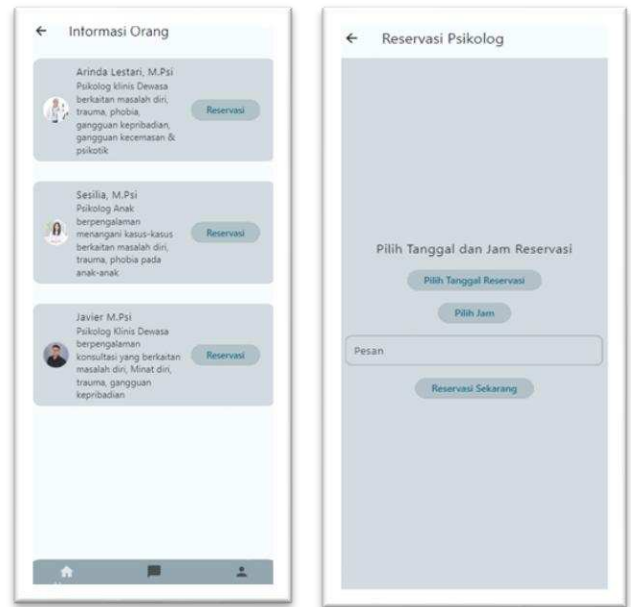 Informasi Orang
Arinda Lestari, M.Psi
Psikolog klinis Dewasa
berkaitan masalah diri,
trauma, phobia,
gangguan kepribadian,
gangguan kecemasan &
psikotik
Reservasi
Sesilia, M.Psi
Psikolog Anak
berpengalaman
menangani kasus-kasus
berkaitan masalah diri,
trauma, phobia pada
anak-anak
Reservasi
Javier M.Psi
Psikolog Klinis Dewasa
berpengalaman
konsultasi yang berkaitan
masalah diri, Minat diri,
trauma, gangguan
kepribadian
Reservasi
Reservasi Psikolog
Pilih Tanggal dan Jam Reservasi
Pilih Tanggal Reservasi
Pilih Jam
Pesan
Reservasi Sekarang